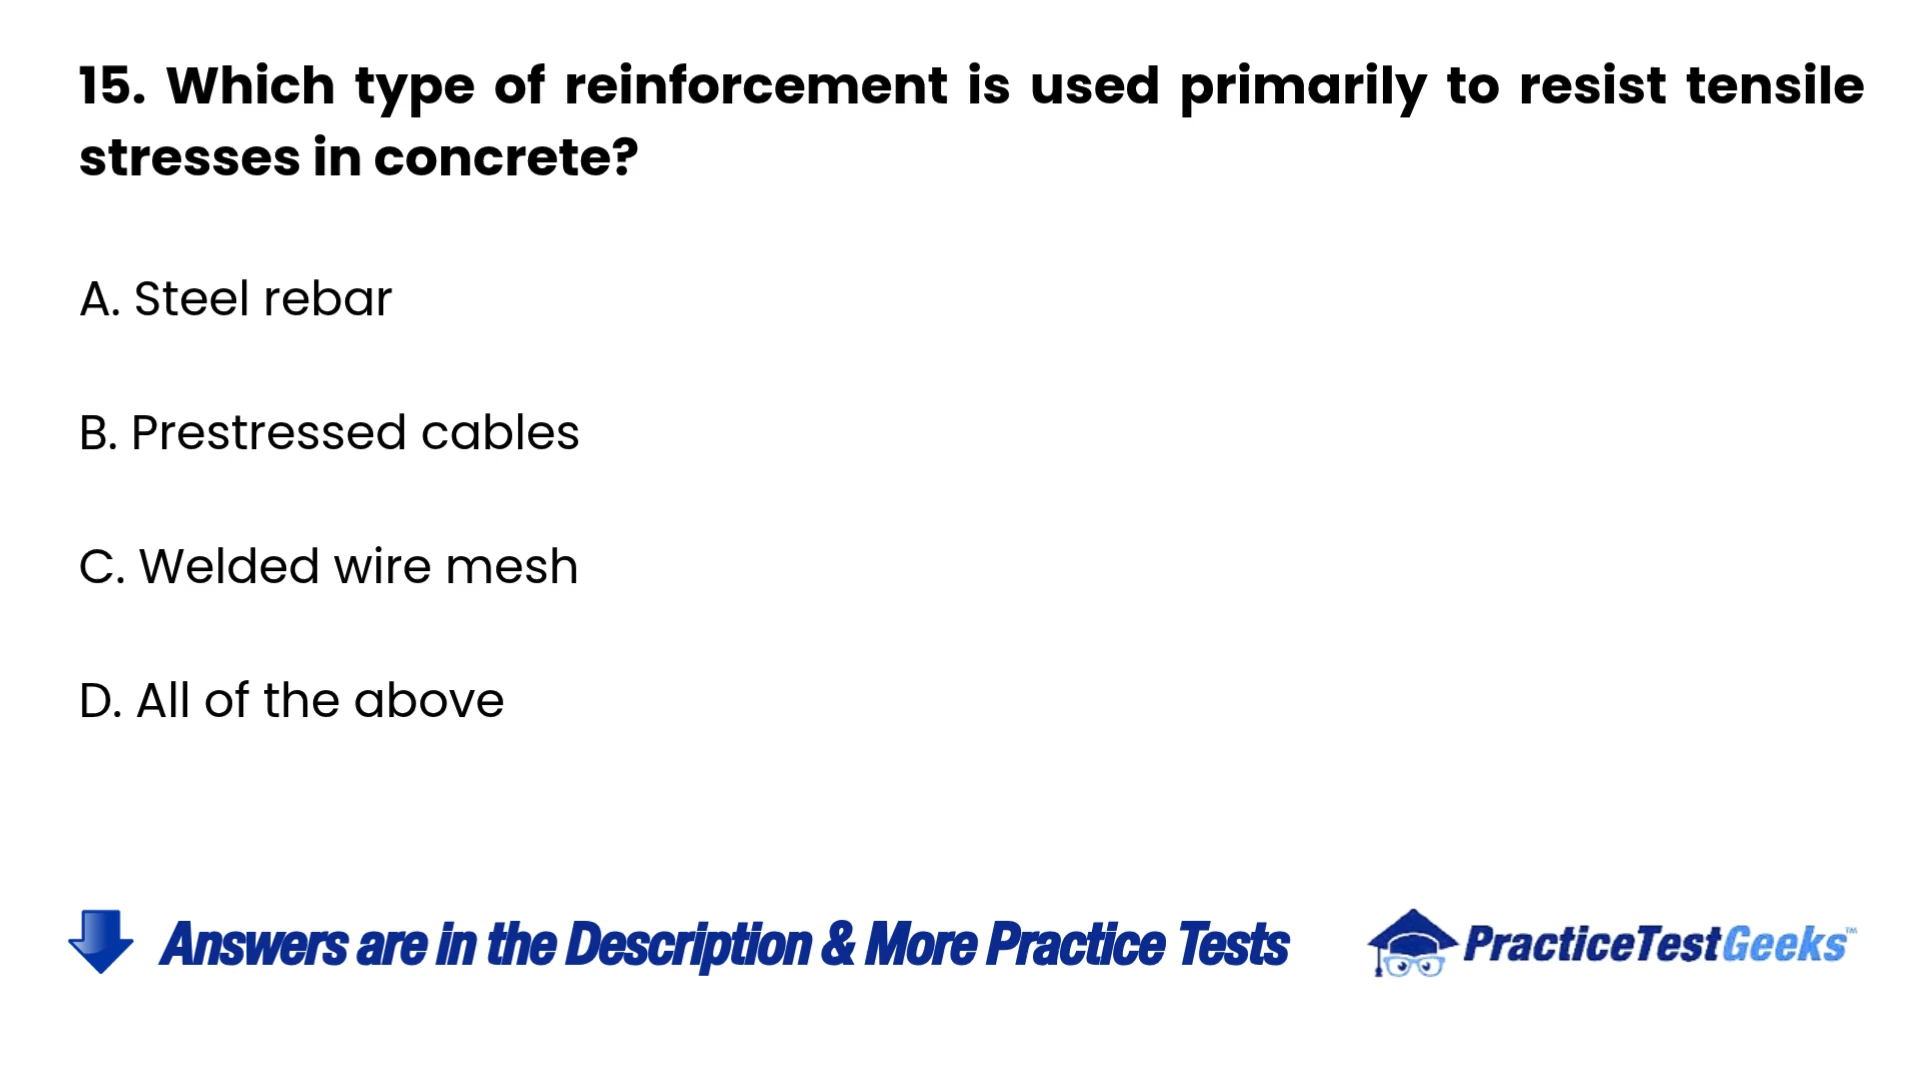 15. Which type of reinforcement is used primarily to resist tensile
stresses in concrete?
A. Steel rebar
B. Prestressed cables
C. Welded wire mesh
D. All of the above
Answers are in the Description & More Practice Tests
PracticeTestGeeks™